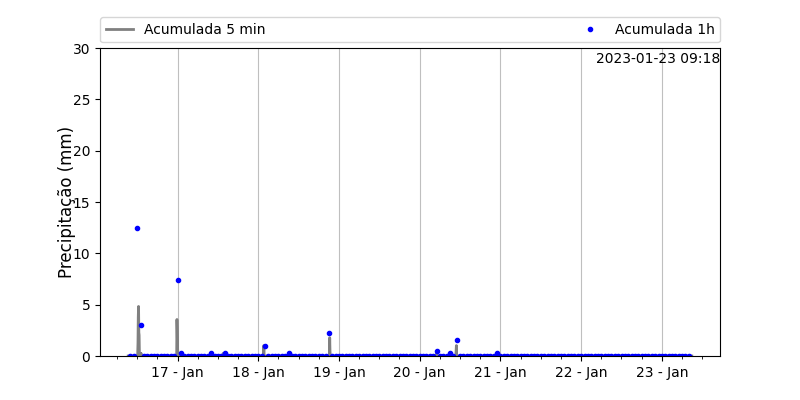 Acumulada 5 min
Acumulada 1h
2023-01-23 09:18
Precipitação (mm)
30
25
20
15
10
5
0
17 - Jan
18 - Jan
19 - Jan
20 - Jan
21 - Jan
22 - Jan
23 - Jan